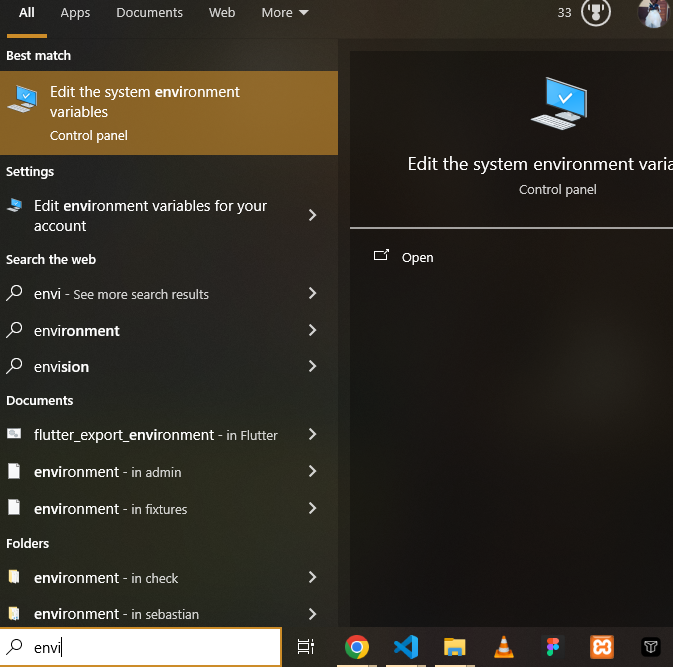 All Apps Documents Web More 33
Best match
Edit the system environment
variables
Control panel
Settings
Edit environment variables for your
account
Search the web
envi - See more search results
environment
envision
Documents
flutter_export_environment - in Flutter
environment - in admin
environment - in fixtures
Folders
environment - in check
environment - in sebastian
envi
Edit the system environment varia
Control panel
Open